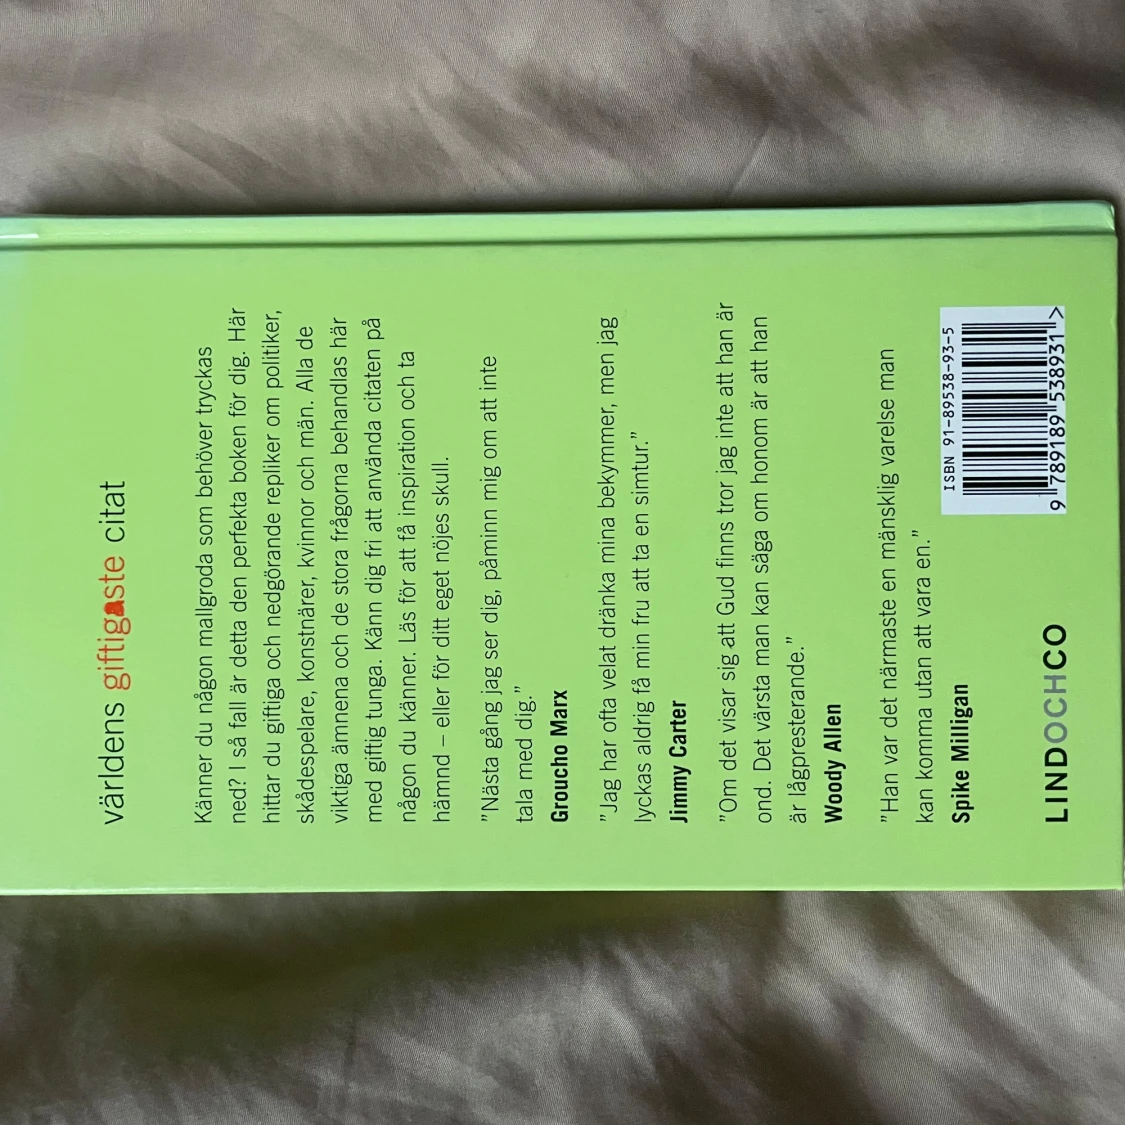 världens giftigaste citat
Känner du någon mallgroda som behöver tryckas
ned? I så fall är detta den perfekta boken för dig. Här
hittar du giftiga och nedgörande repliker om politiker,
skådespelare, konstnärer, kvinnor och män. Alla de
viktiga ämnena och de stora frågorna behandlas här
med giftig tunga. Känn dig fri att använda citaten på
någon du känner. Läs för att få inspiration och ta
hämnd – eller för ditt eget nöjes skull.
”Nästa gång jag ser dig, påminn mig om att inte
tala med dig.”
Groucho Marx
”Jag har ofta velat dränka mina bekymmer, men jag
lyckas aldrig få min fru att ta en simtur.”
Jimmy Carter
”Om det visar sig att Gud finns tror jag inte att han är
ond. Det värsta man kan säga om honom är att han
är lågpresterande.”
Woody Allen
”Han var det närmaste en mänsklig varelse man
kan komma utan att vara en.”
Spike Milligan
ISBN 91-89538-93-5
9 789189 538931 >
LINDOCHCO